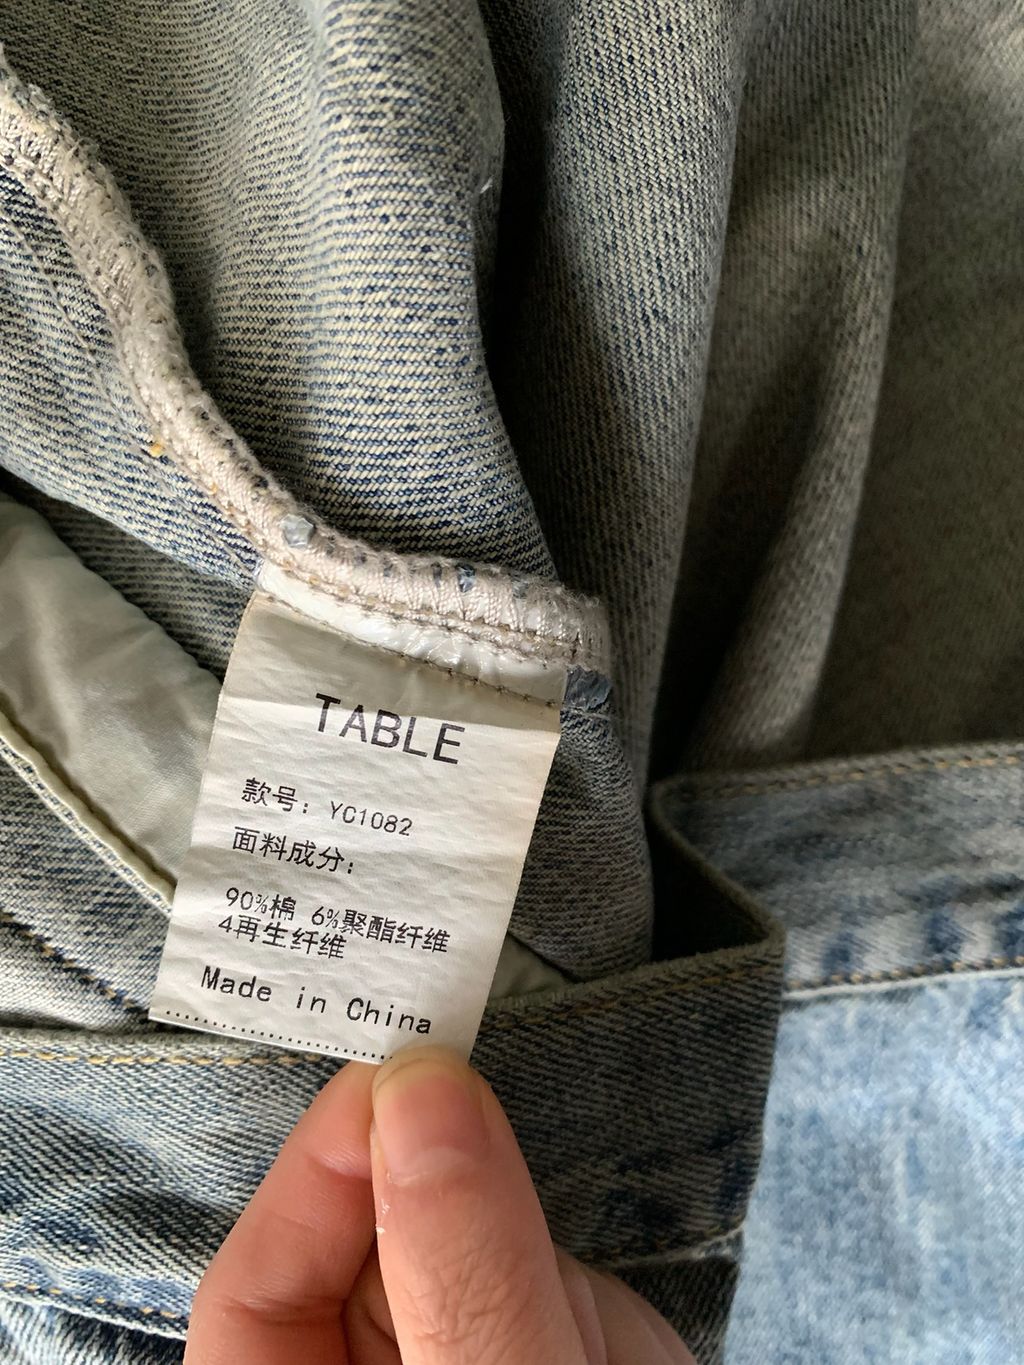 TABLE
款号: YC1082
面料成分:
90%棉 6%聚酯纤维
4再生纤维
Made in China